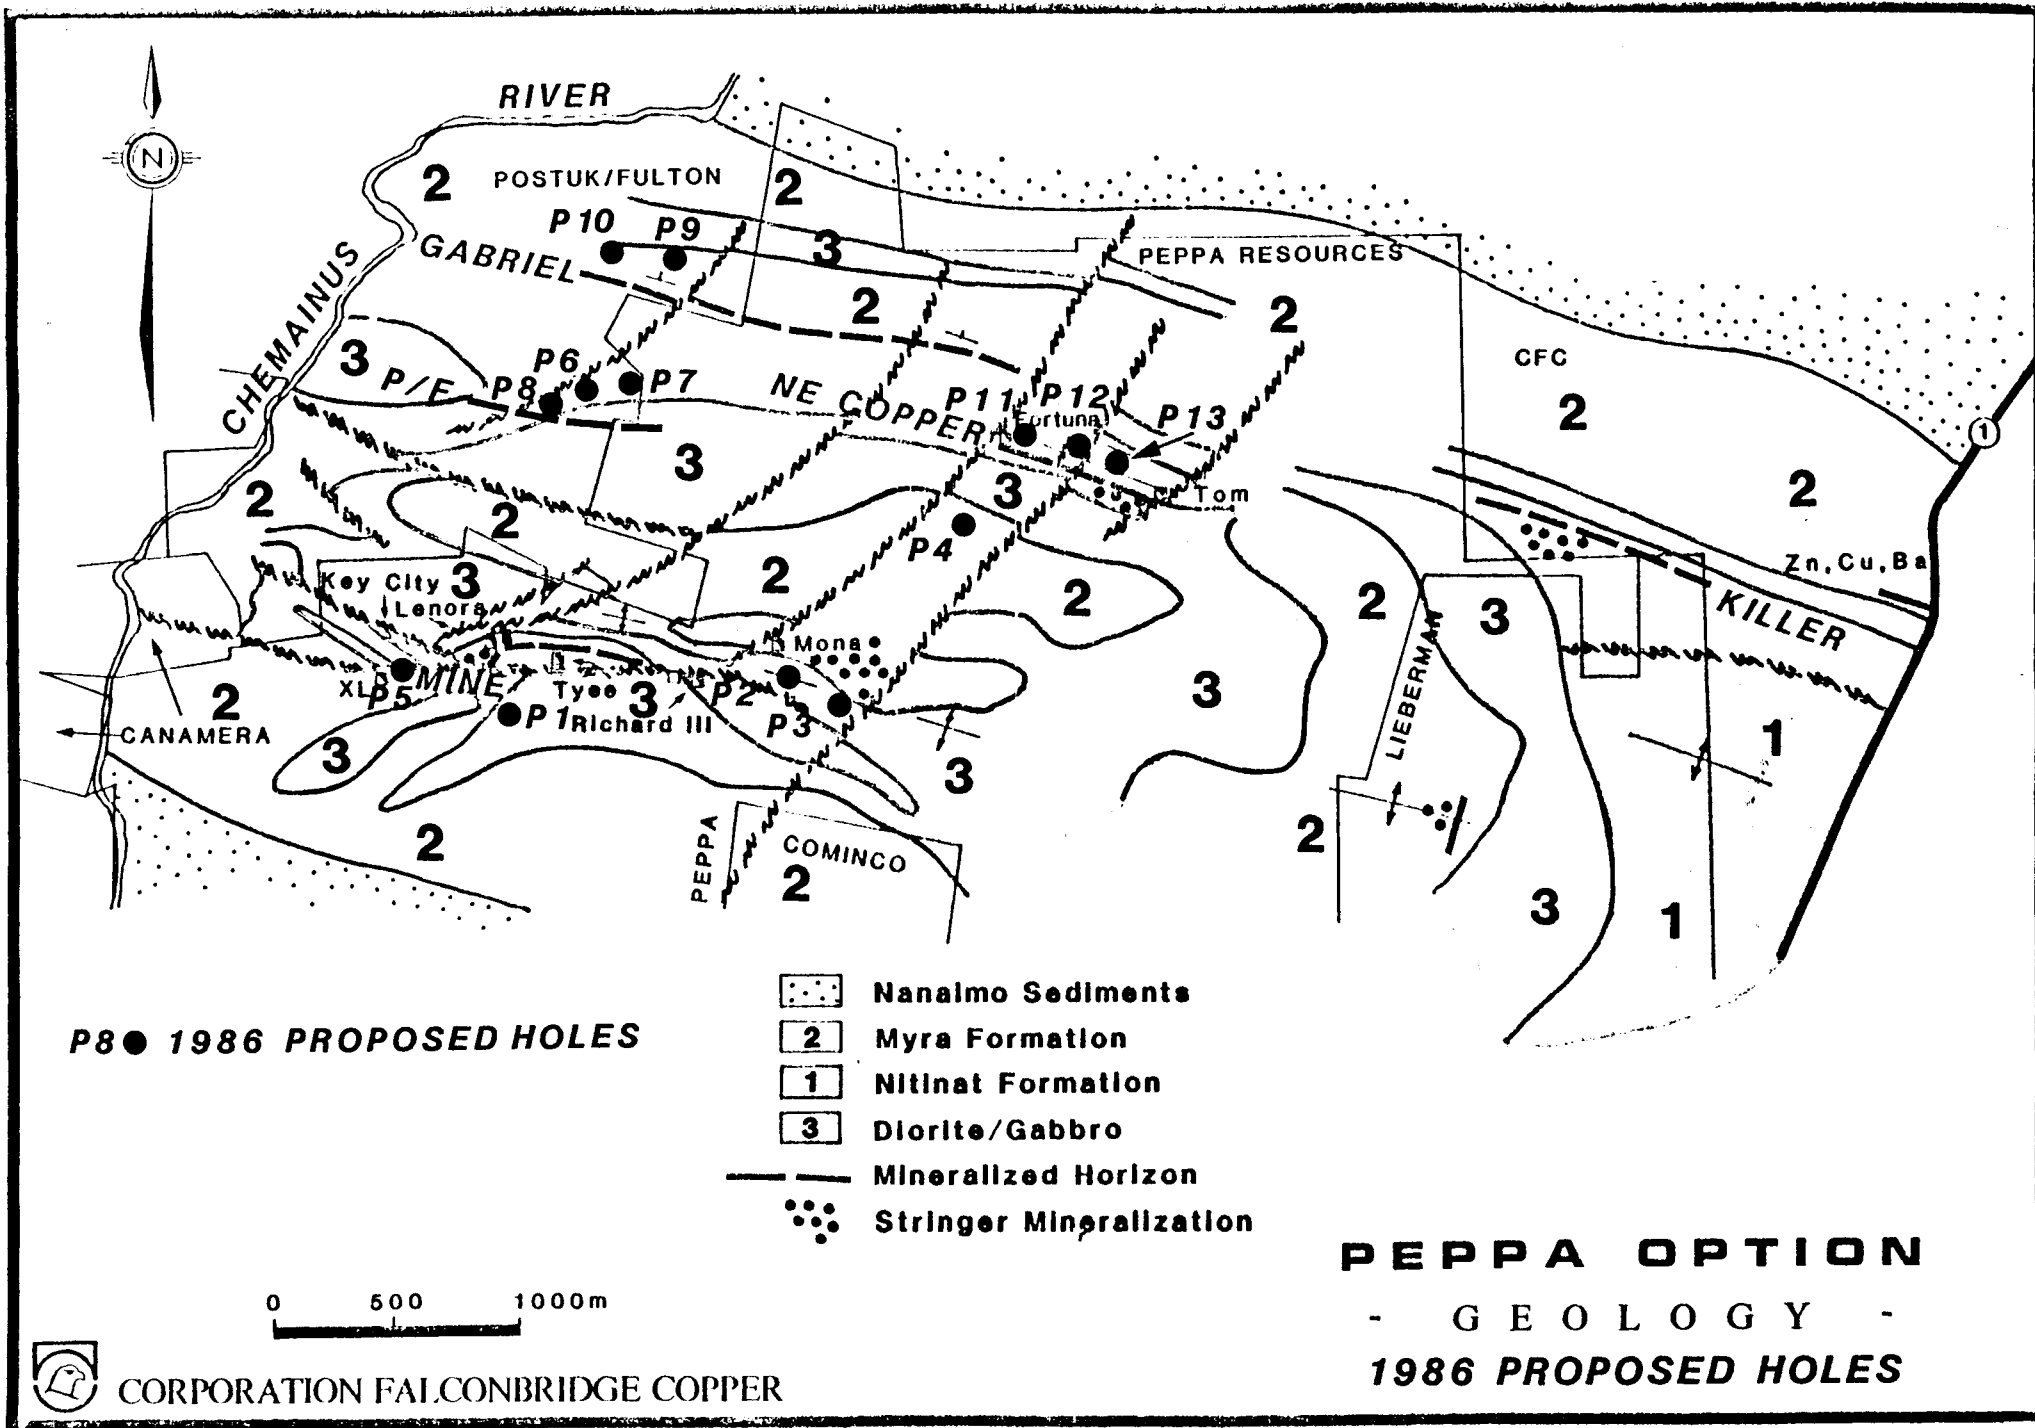 RIVER
N
2
POSTUK/FULTON
2
P10
P9
GABRIEL
3
PEPPA RESOURCES
CHEMAINUS
2
2
3
P/F
P8
P6
P7
NE COPPER
P11
P12
Fortuna
P13
CFC
2
1
3
3
Tom
2
2
2
P4
Zn,Cu,Ba
Key City
3
Lenora
2
2
2
LIEBERMAN
3
KILLER
Mona
XL
P5
MINE
Tyee
3
P2
P3
P1
Richard III
2
CANAMERA
3
3
3
1
PEPPA
COMINCO
2
2
2
3
1
P8 1986 PROPOSED HOLES
Nanaimo Sediments
2 Myra Formation
1 Nitinat Formation
3 Diorite/Gabbro
Mineralized Horizon
Stringer Mineralization
0 500 1000m
CORPORATION FALCONBRIDGE COPPER
PEPPA OPTION
- GEOLOGY -
1986 PROPOSED HOLES